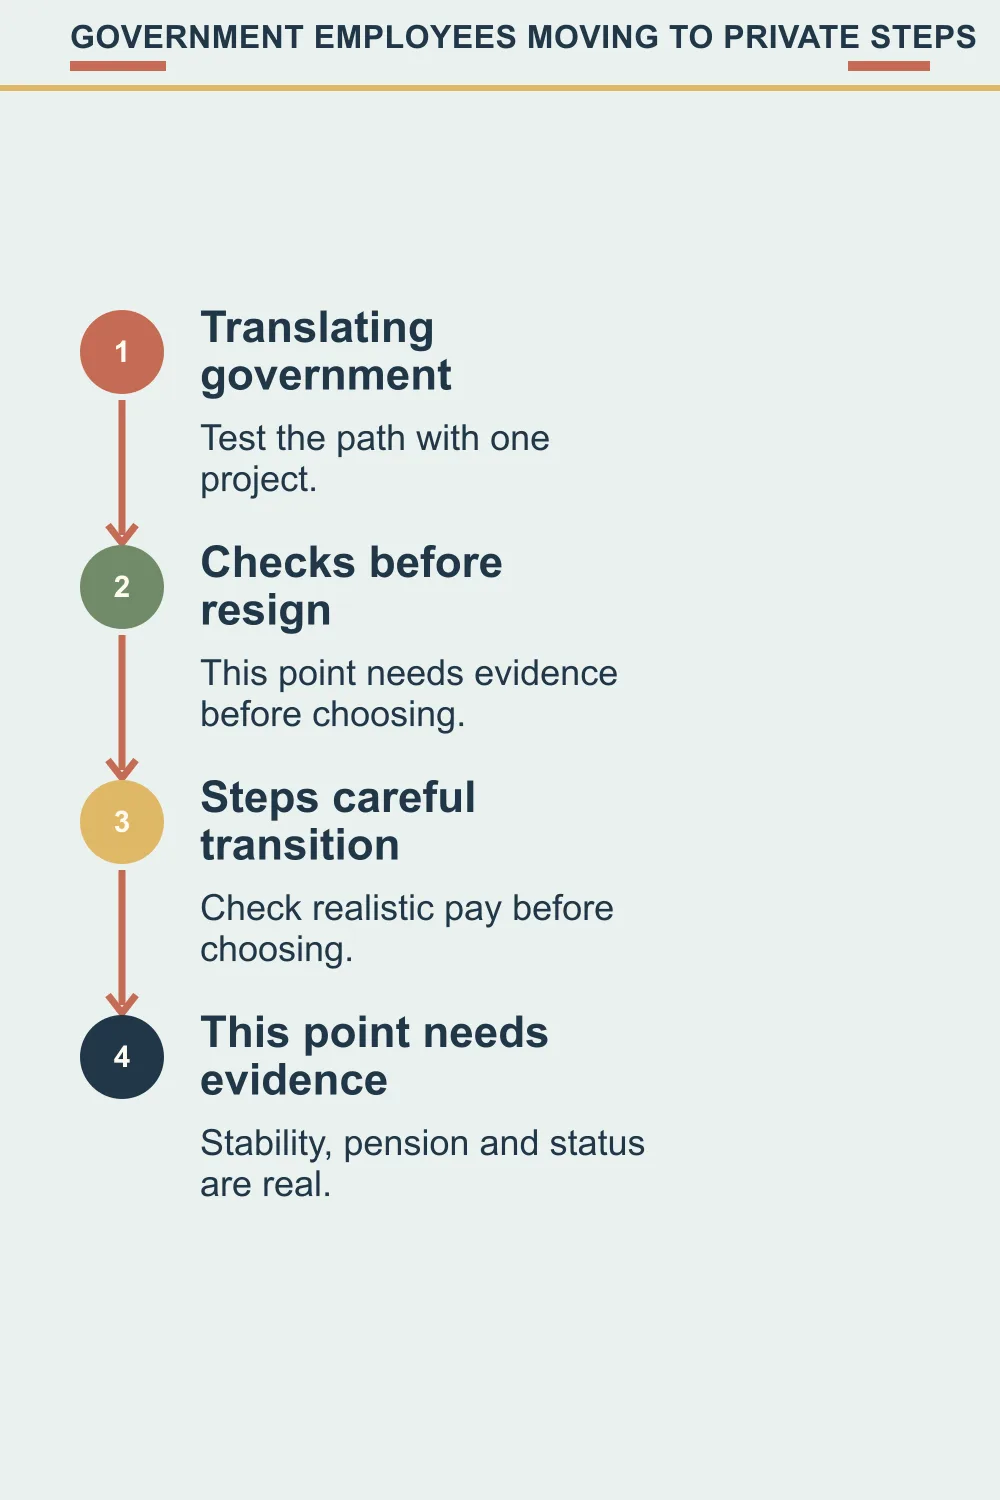 GOVERNMENT EMPLOYEES MOVING TO PRIVATE STEPS
1
Translating
government
Test the path with one
project.
2
Checks before
resign
This point needs evidence
before choosing.
3
Steps careful
transition
Check realistic pay before
choosing.
4
This point needs
evidence
Stability, pension and status
are real.